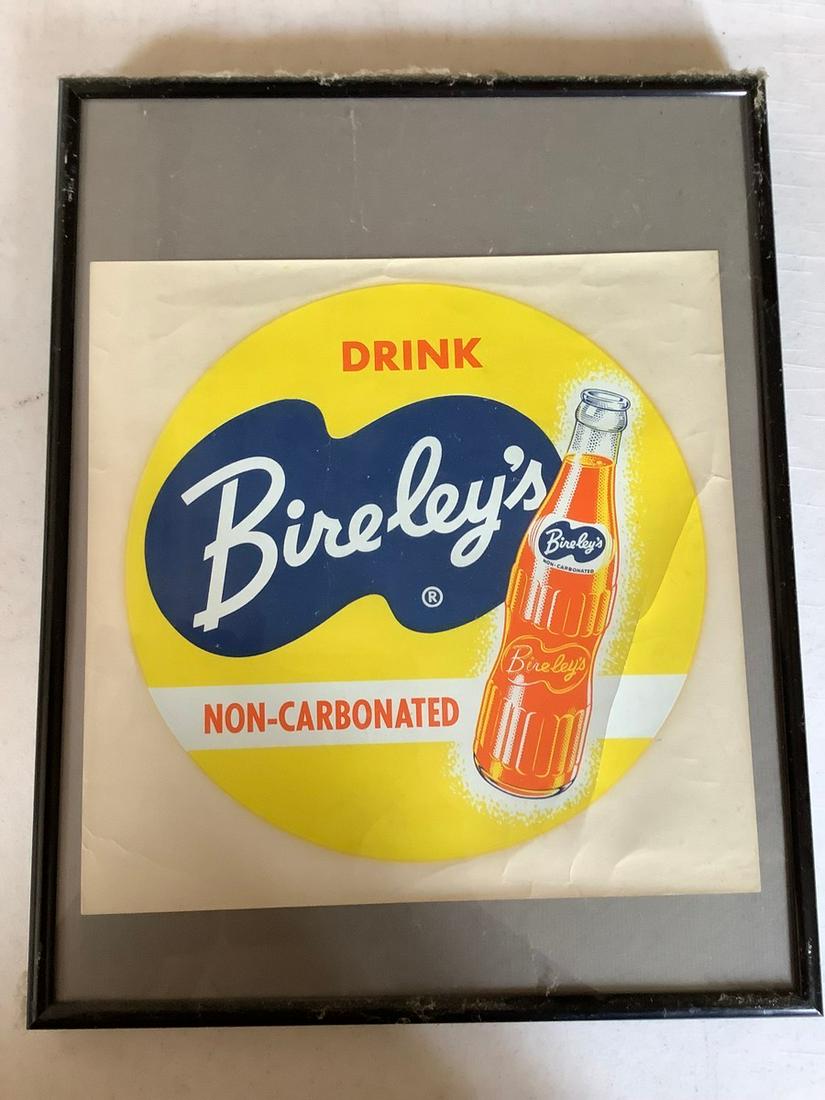 DRINK
Bireley's
®
Bireley's
NON-CARBONATED
Bireley's
NON-CARBONATED